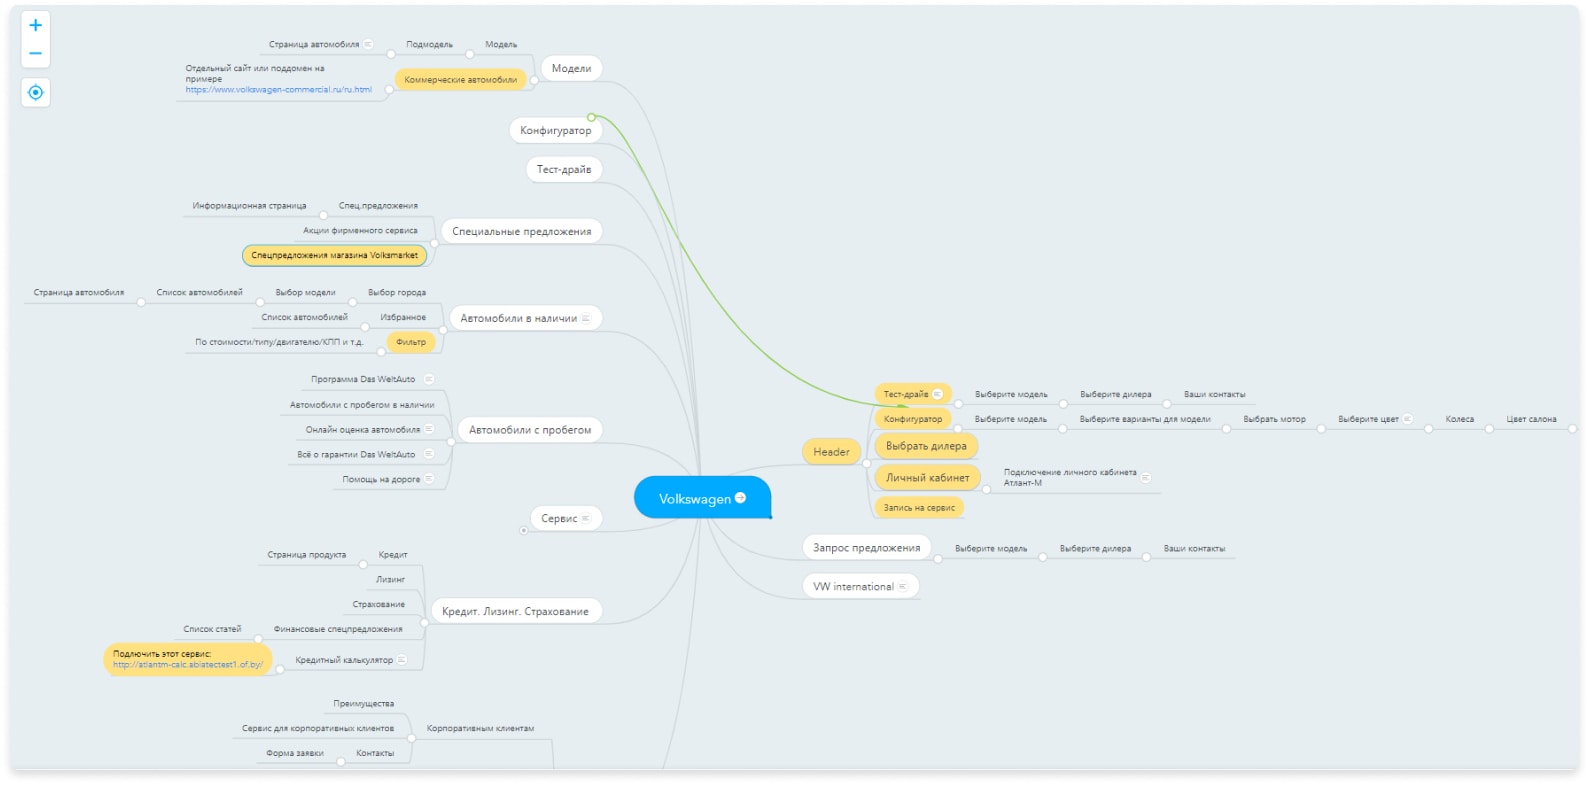 Страница автомобиля
Подмодель
Модель
Модели
Отдельный сайт или поддомен на
примере
https://www.volkswagen-commercial.ru/ru.html
Коммерческие автомобили
Конфигуратор
Тест-драйв
Информационная страница
Спец.предложения
Акции фирменного сервиса
Специальные предложения
Спецпредложения магазина Volksmarket
Страница автомобиля
Список автомобилей
Выбор модели
Выбор города
Список автомобилей
Избранное
Автомобили в наличии
По стоимости/типу/двигателю/КПП и т.д.
Фильтр
Программа Das WeltAuto
Автомобили с пробегом в наличии
Онлайн оценка автомобиля
Автомобили с пробегом
Всё о гарантии Das WeltAuto
Помощь на дороге
Сервис
Страница продукта
Кредит
Лизинг
Страхование
Кредит. Лизинг. Страхование
Список статей
Финансовые спецпредложения
Подлючить этот сервис:
http://atlantm-calc.ablatectest1.of.by/
Кредитный калькулятор
Преимущества
Сервис для корпоративных клиентов
Корпоративным клиентам
Форма заявки
Контакты
Volkswagen
Header
Тест-драйв
Выберите модель
Выберите дилера
Ваши контакты
Конфигуратор
Выберите модель
Выберите варианты для модели
Выбрать мотор
Выберите цвет
Колеса
Цвет салона
Выбрать дилера
Личный кабинет
Подключение личного кабинета
Атлант-М
Запись на сервис
Запрос предложения
Выберите модель
Выберите дилера
Ваши контакты
VW international